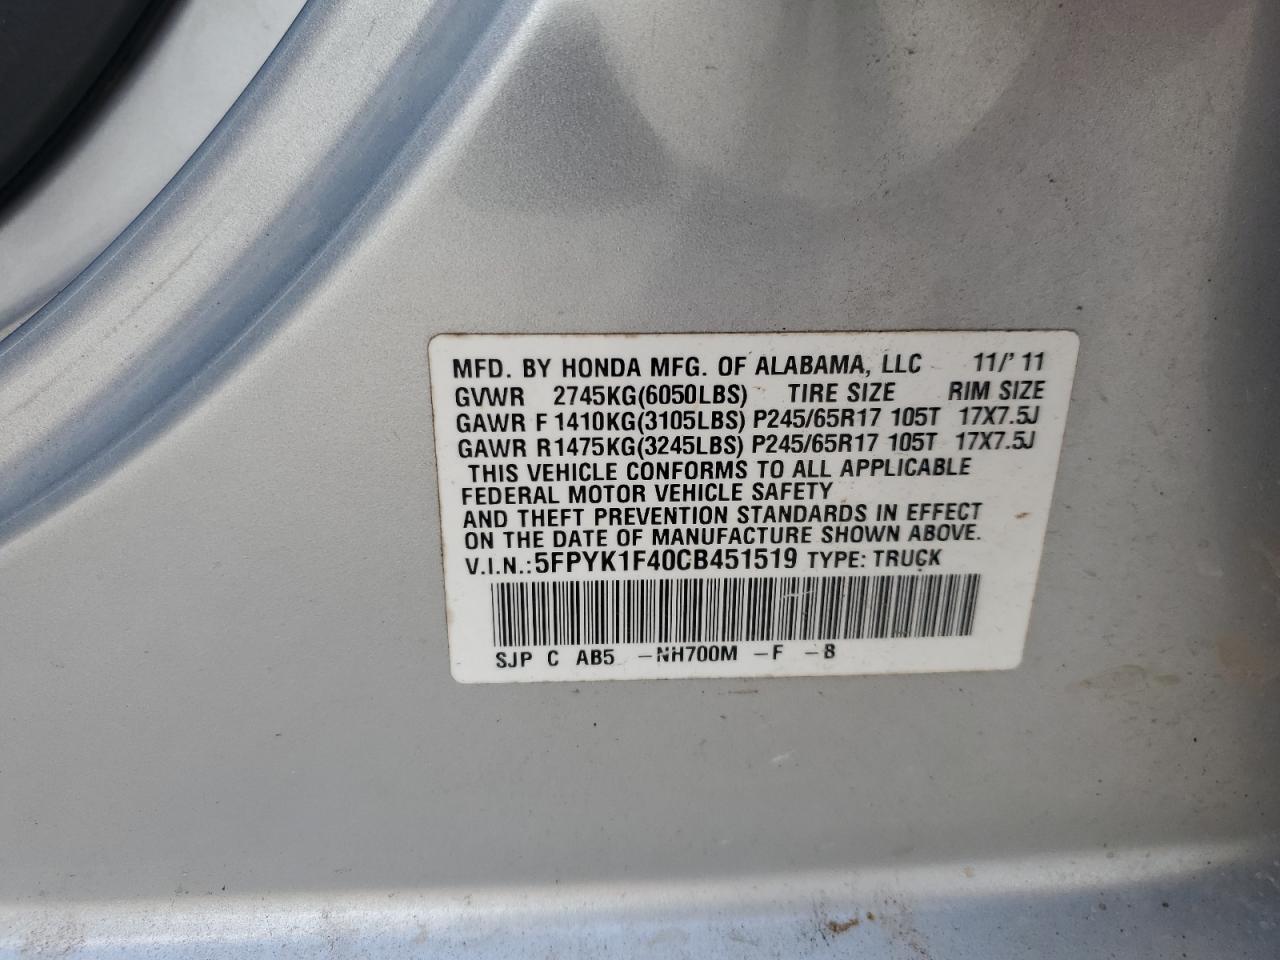 MFD. BY HONDA MFG. OF ALABAMA, LLC 11/'11
GVWR 2745KG(6050LBS) TIRE SIZE RIM SIZE
GAWR F 1410KG(3105LBS) P245/65R17 105T 17X7.5J
GAWR R1475KG(3245LBS) P245/65R17 105T 17X7.5J
THIS VEHICLE CONFORMS TO ALL APPLICABLE
FEDERAL MOTOR VEHICLE SAFETY
AND THEFT PREVENTION STANDARDS IN EFFECT
ON THE DATE OF MANUFACTURE SHOWN ABOVE.
V.I.N.:5FPYK1F40CB451519 TYPE: TRUCK
SJP C AB5 -NH700M -F -8